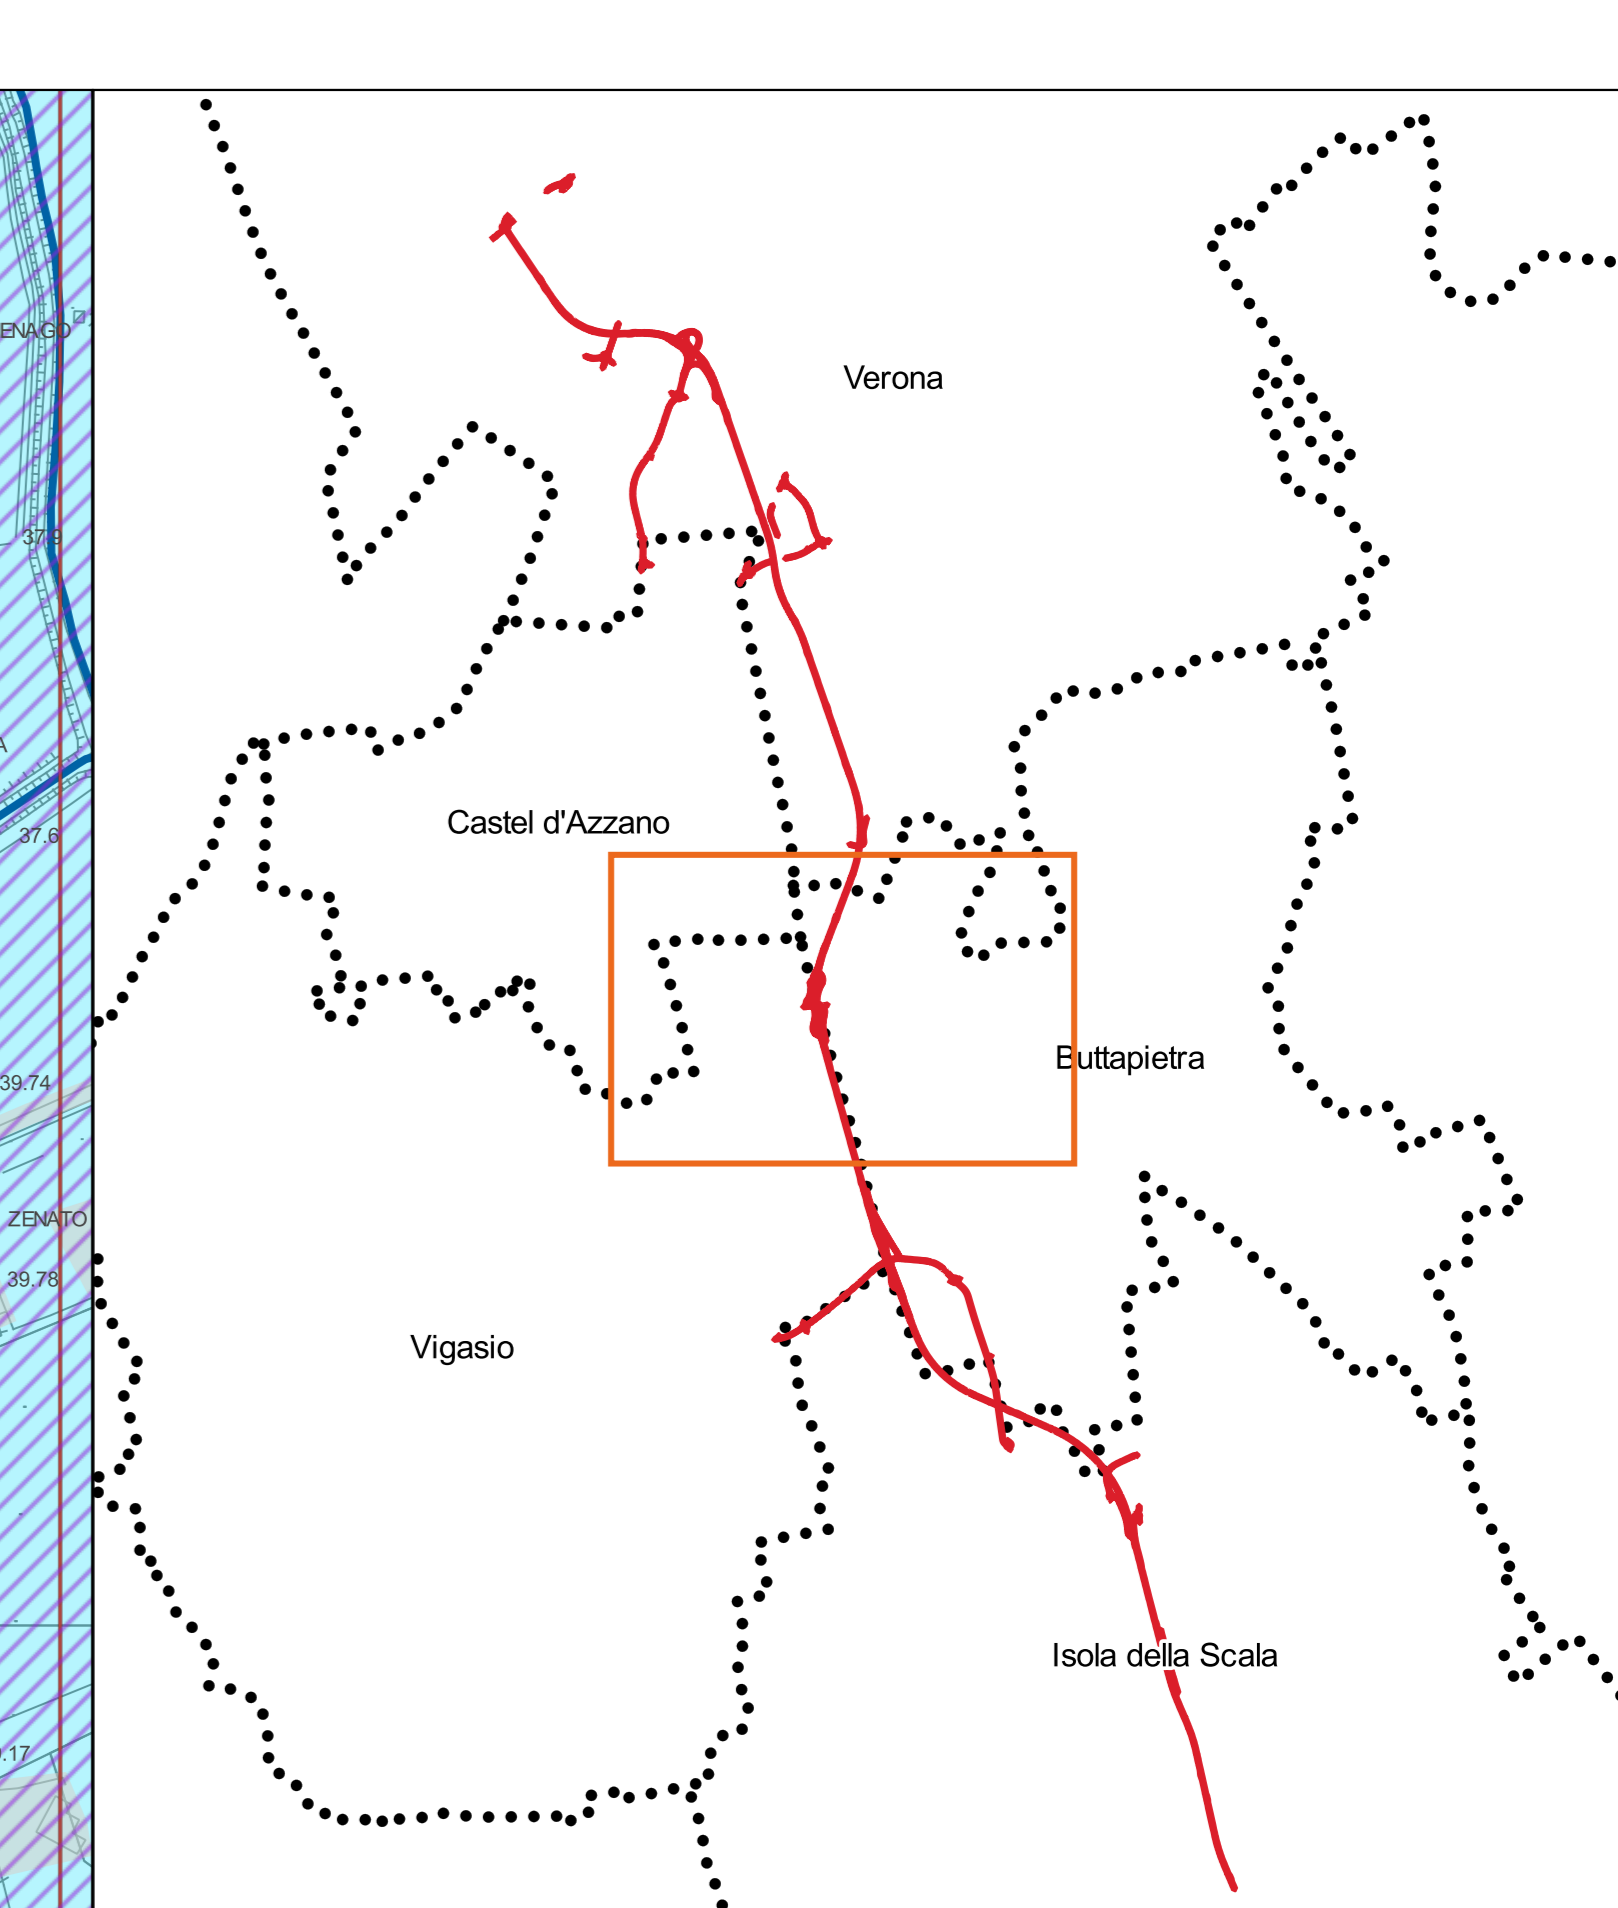 ENAGO
Verona
37.9
Castel d'Azzano
37.6
Buttapietra
39.74
ZENATO
39.78
Vigasio
Isola della Scala
.17